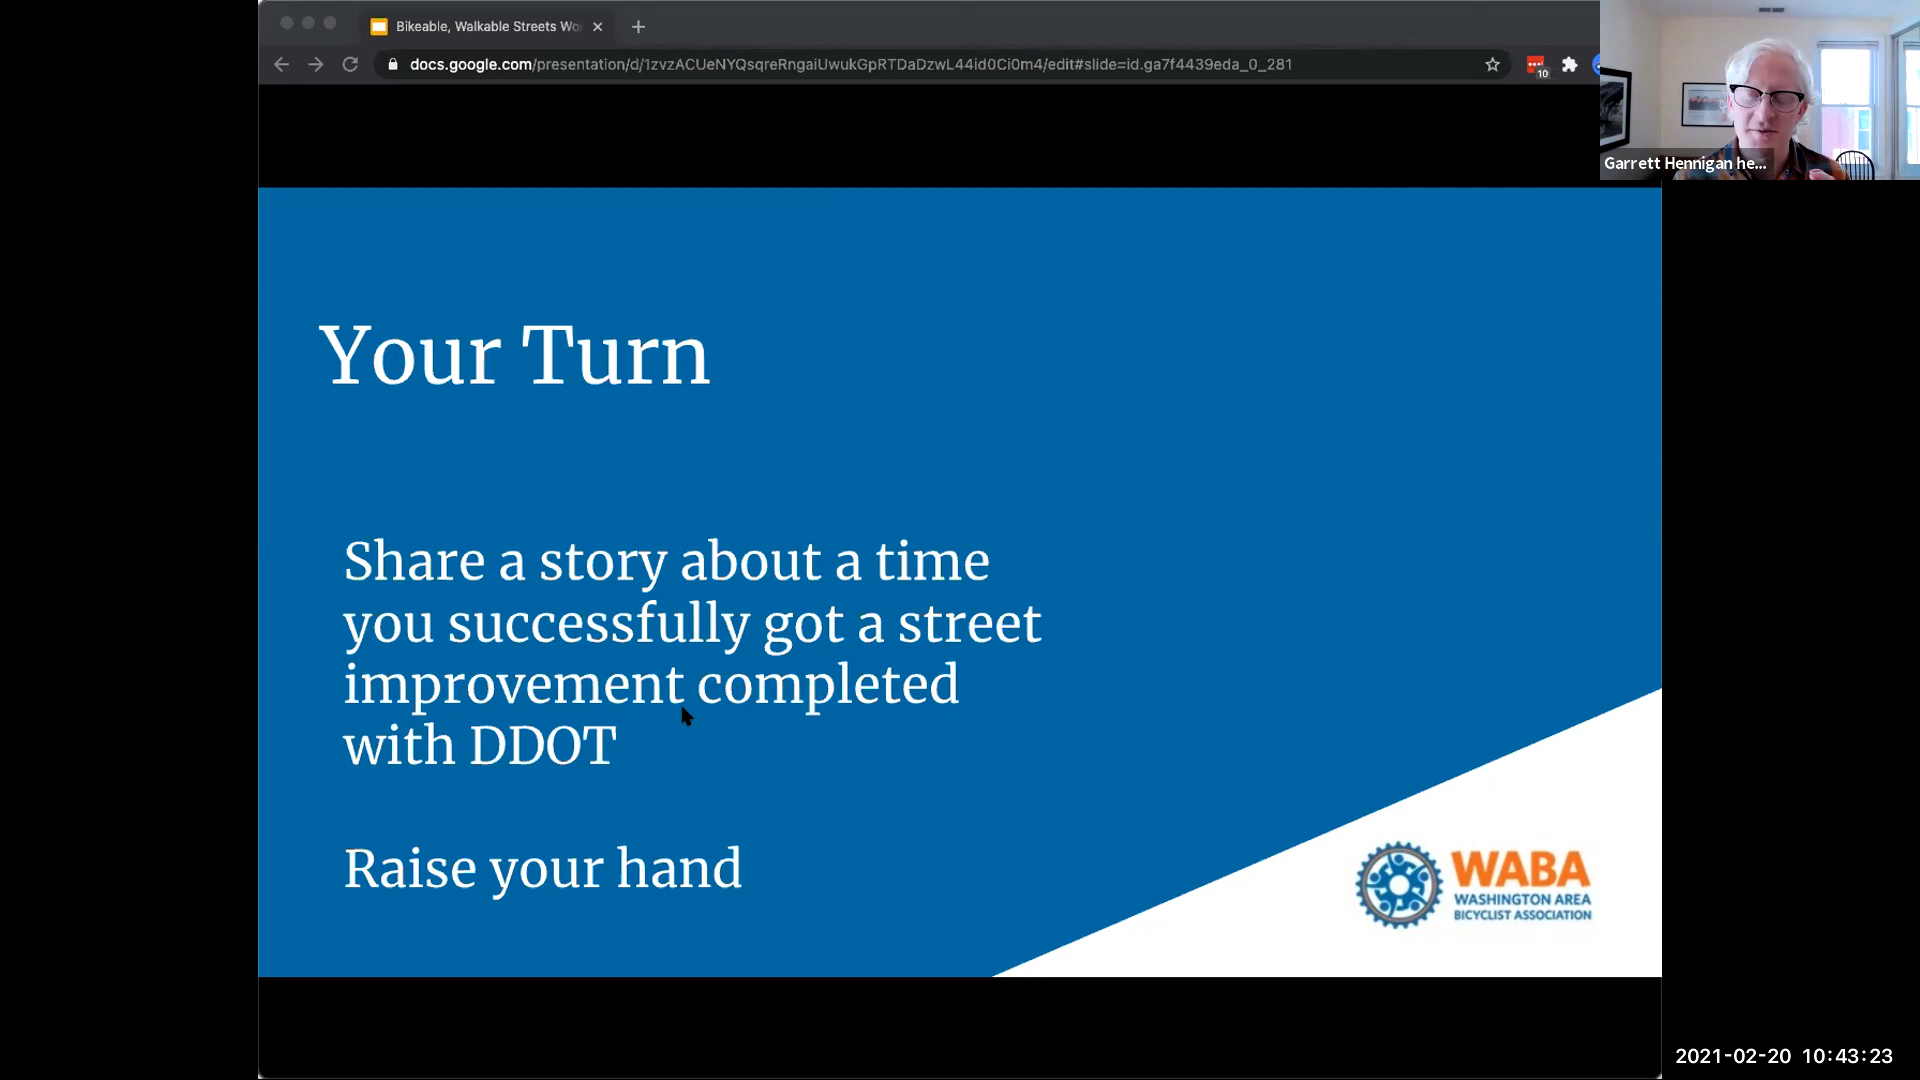 Bikeable, Walkable Streets Wo
docs.google.com/presentation/d/1zvzACUeNYQsqreRngaiUwukGpRTDaDzwL44id0Ci0m4/edit#slide=id.ga7f4439eda_0_281
10
Garrett Hennigan he...
Your Turn
Share a story about a time
you successfully got a street
improvement completed
with DDOT
Raise your hand
WABA
WASHINGTON AREA
BICYCLIST ASSOCIATION
2021-02-20 10:43:23